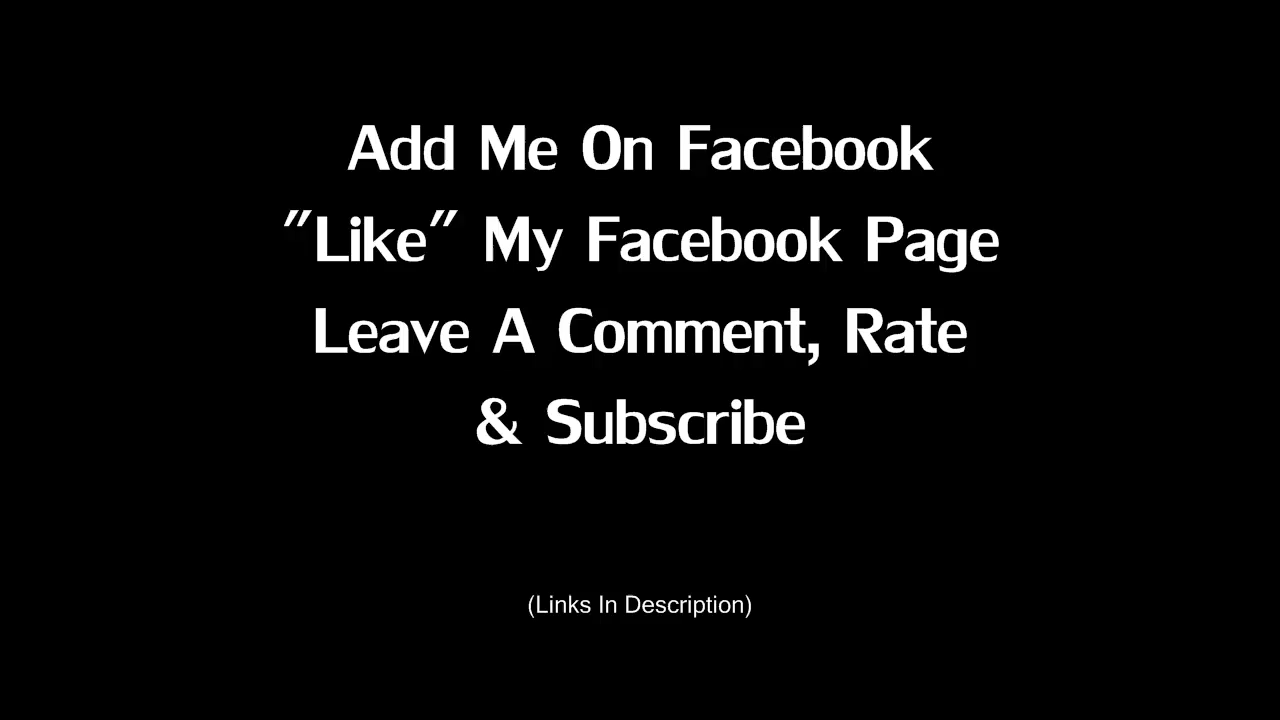 Add Me On Facebook
"Like" My Facebook Page
Leave A Comment, Rate
& Subscribe
(Links In Description)